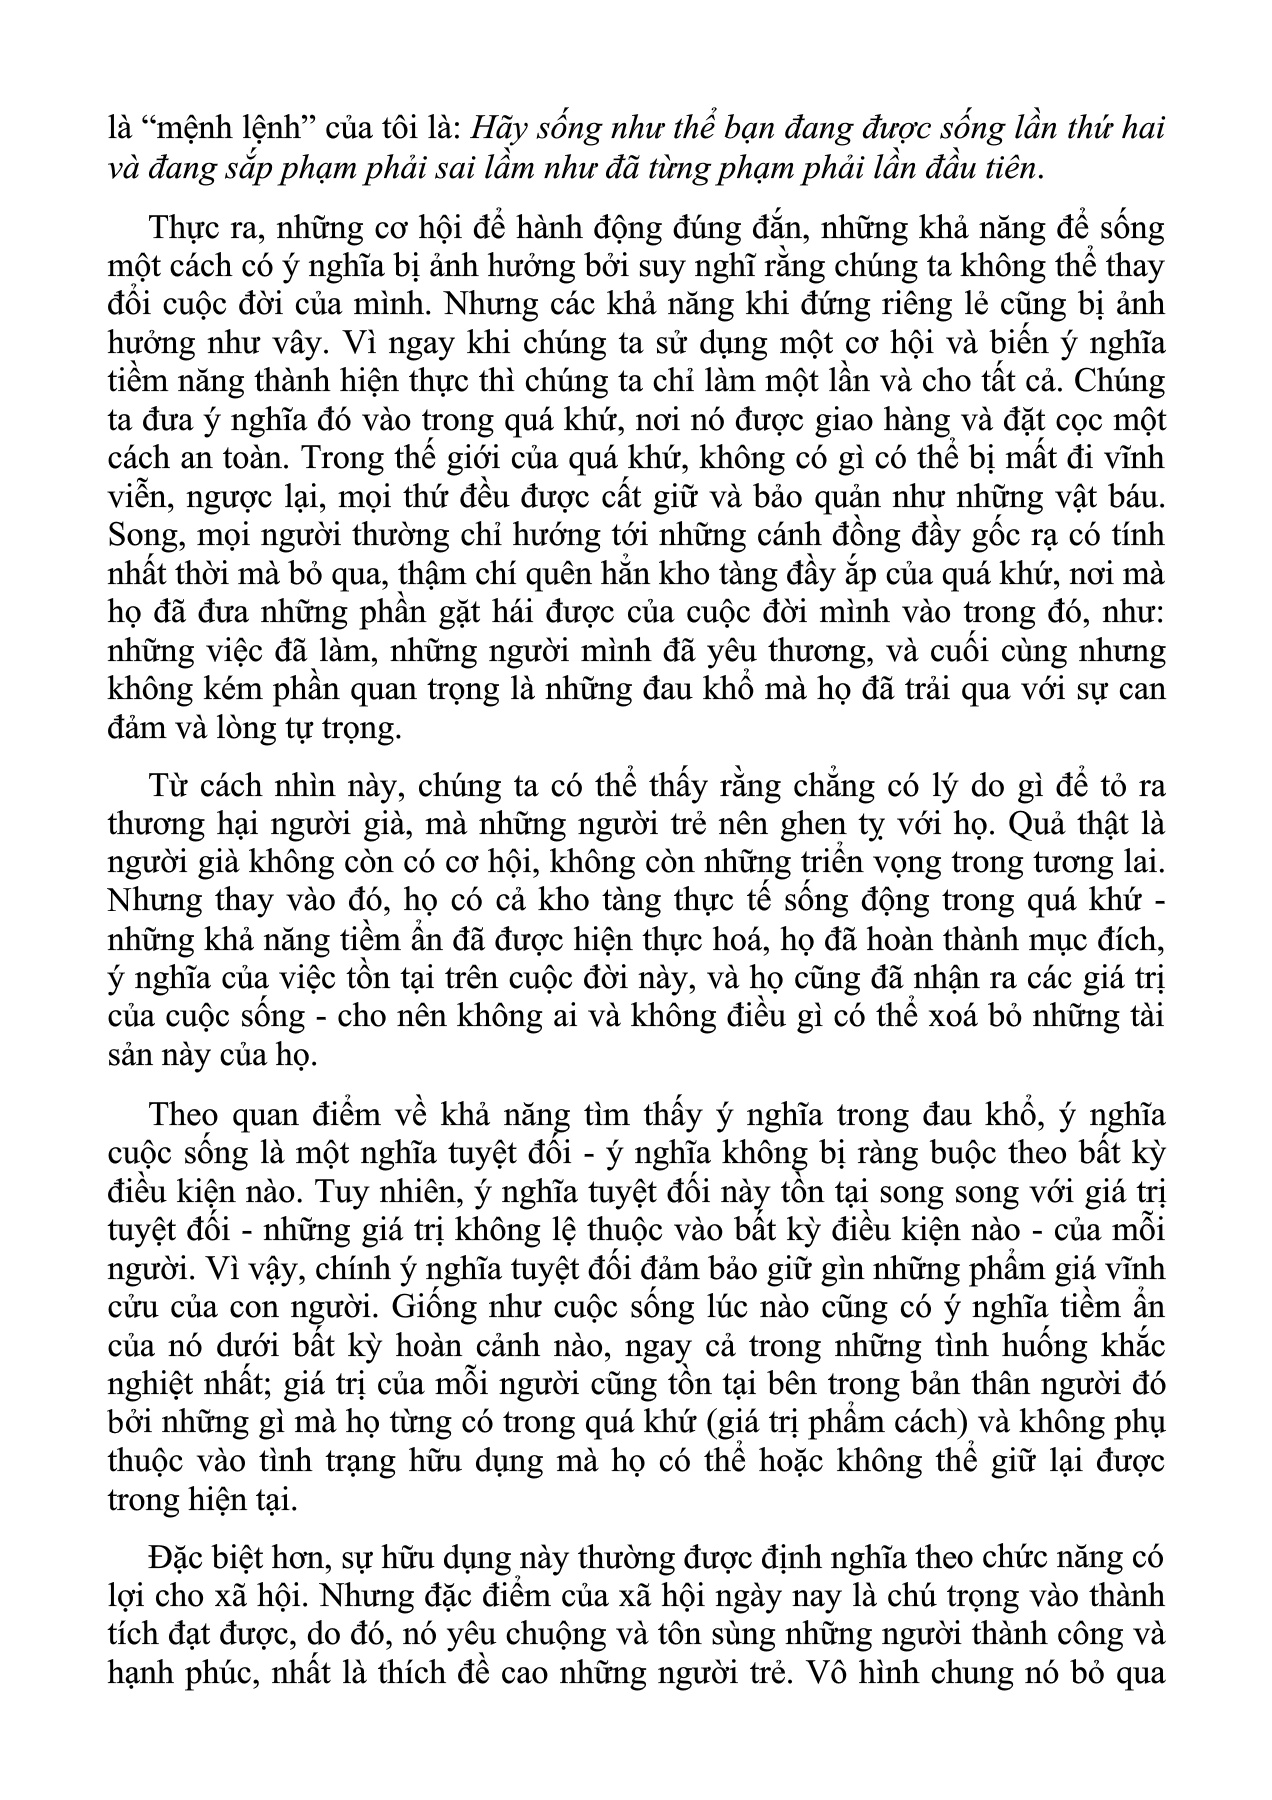 là “mệnh lệnh” của tôi là: Hãy sống như thể bạn đang được sống lần thứ hai
và đang sắp phạm phải sai lầm như đã từng phạm phải lần đầu tiên.
Thực ra, những cơ hội để hành động đúng đắn, những khả năng để sống
một cách có ý nghĩa bị ảnh hưởng bởi suy nghĩ rằng chúng ta không thể thay
đổi cuộc đời của mình. Nhưng các khả năng khi đứng riêng lẻ cũng bị ảnh
hưởng như vây. Vì ngay khi chúng ta sử dụng một cơ hội và biến ý nghĩa
tiềm năng thành hiện thực thì chúng ta chỉ làm một lần và cho tất cả. Chúng
ta đưa ý nghĩa đó vào trong quá khứ, nơi nó được giao hàng và đặt cọc một
cách an toàn. Trong thế giới của quá khứ, không có gì có thể bị mất đi vĩnh
viễn, ngược lại, mọi thứ đều được cất giữ và bảo quản như những vật báu.
Song, mọi người thường chỉ hướng tới những cánh đồng đầy gốc rạ có tính
nhất thời mà bỏ qua, thậm chí quên hẳn kho tàng đầy ắp của quá khứ, nơi mà
họ đã đưa những phần gặt hái được của cuộc đời mình vào trong đó, như:
những việc đã làm, những người mình đã yêu thương, và cuối cùng nhưng
không kém phần quan trọng là những đau khổ mà họ đã trải qua với sự can
đảm và lòng tự trọng.
Từ cách nhìn này, chúng ta có thể thấy rằng chẳng có lý do gì để tỏ ra
thương hại người già, mà những người trẻ nên ghen tỵ với họ. Quả thật là
người già không còn có cơ hội, không còn những triển vọng trong tương lai.
Nhưng thay vào đó, họ có cả kho tàng thực tế sống động trong quá khứ -
những khả năng tiềm ẩn đã được hiện thực hoá, họ đã hoàn thành mục đích,
ý nghĩa của việc tồn tại trên cuộc đời này, và họ cũng đã nhận ra các giá trị
của cuộc sống - cho nên không ai và không điều gì có thể xoá bỏ những tài
sản này của họ.
Theo quan điểm về khả năng tìm thấy ý nghĩa trong đau khổ, ý nghĩa
cuộc sống là một nghĩa tuyệt đối - ý nghĩa không bị ràng buộc theo bất kỳ
điều kiện nào. Tuy nhiên, ý nghĩa tuyệt đối này tồn tại song song với giá trị
tuyệt đối - những giá trị không lệ thuộc vào bất kỳ điều kiện nào - của mỗi
người. Vì vậy, chính ý nghĩa tuyệt đối đảm bảo giữ gìn những phẩm giá vĩnh
cửu của con người. Giống như cuộc sống lúc nào cũng có ý nghĩa tiềm ẩn
của nó dưới bất kỳ hoàn cảnh nào, ngay cả trong những tình huống khắc
nghiệt nhất; giá trị của mỗi người cũng tồn tại bên trong bản thân người đó
bởi những gì mà họ từng có trong quá khứ (giá trị phẩm cách) và không phụ
thuộc vào tình trạng hữu dụng mà họ có thể hoặc không thể giữ lại được
trong hiện tại.
Đặc biệt hơn, sự hữu dụng này thường được định nghĩa theo chức năng có
lợi cho xã hội. Nhưng đặc điểm của xã hội ngày nay là chú trọng vào thành
tích đạt được, do đó, nó yêu chuộng và tôn sùng những người thành công và
hạnh phúc, nhất là thích đề cao những người trẻ. Vô hình chung nó bỏ qua